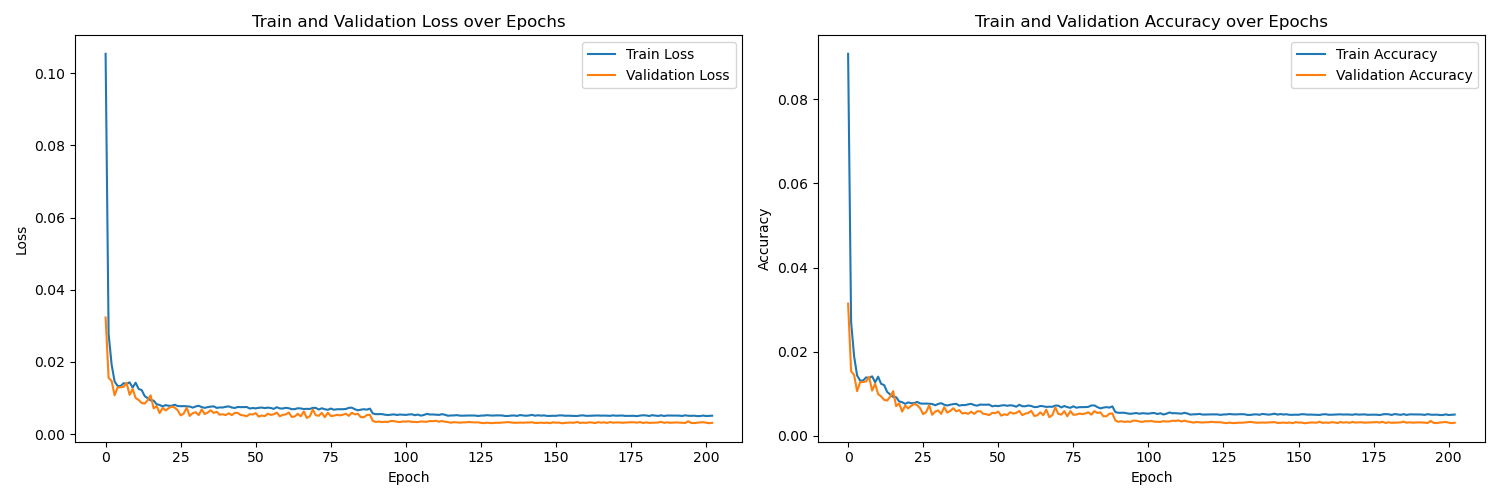 Train and Validation Loss over Epochs
Train Loss
Validation Loss
0.10
0.08
0.06
0.04
0.02
0.00
Loss
0 25 50 75 100 125 150 175 200
Epoch
Train and Validation Accuracy over Epochs
Train Accuracy
Validation Accuracy
0.08
0.06
0.04
0.02
0.00
Accuracy
0 25 50 75 100 125 150 175 200
Epoch